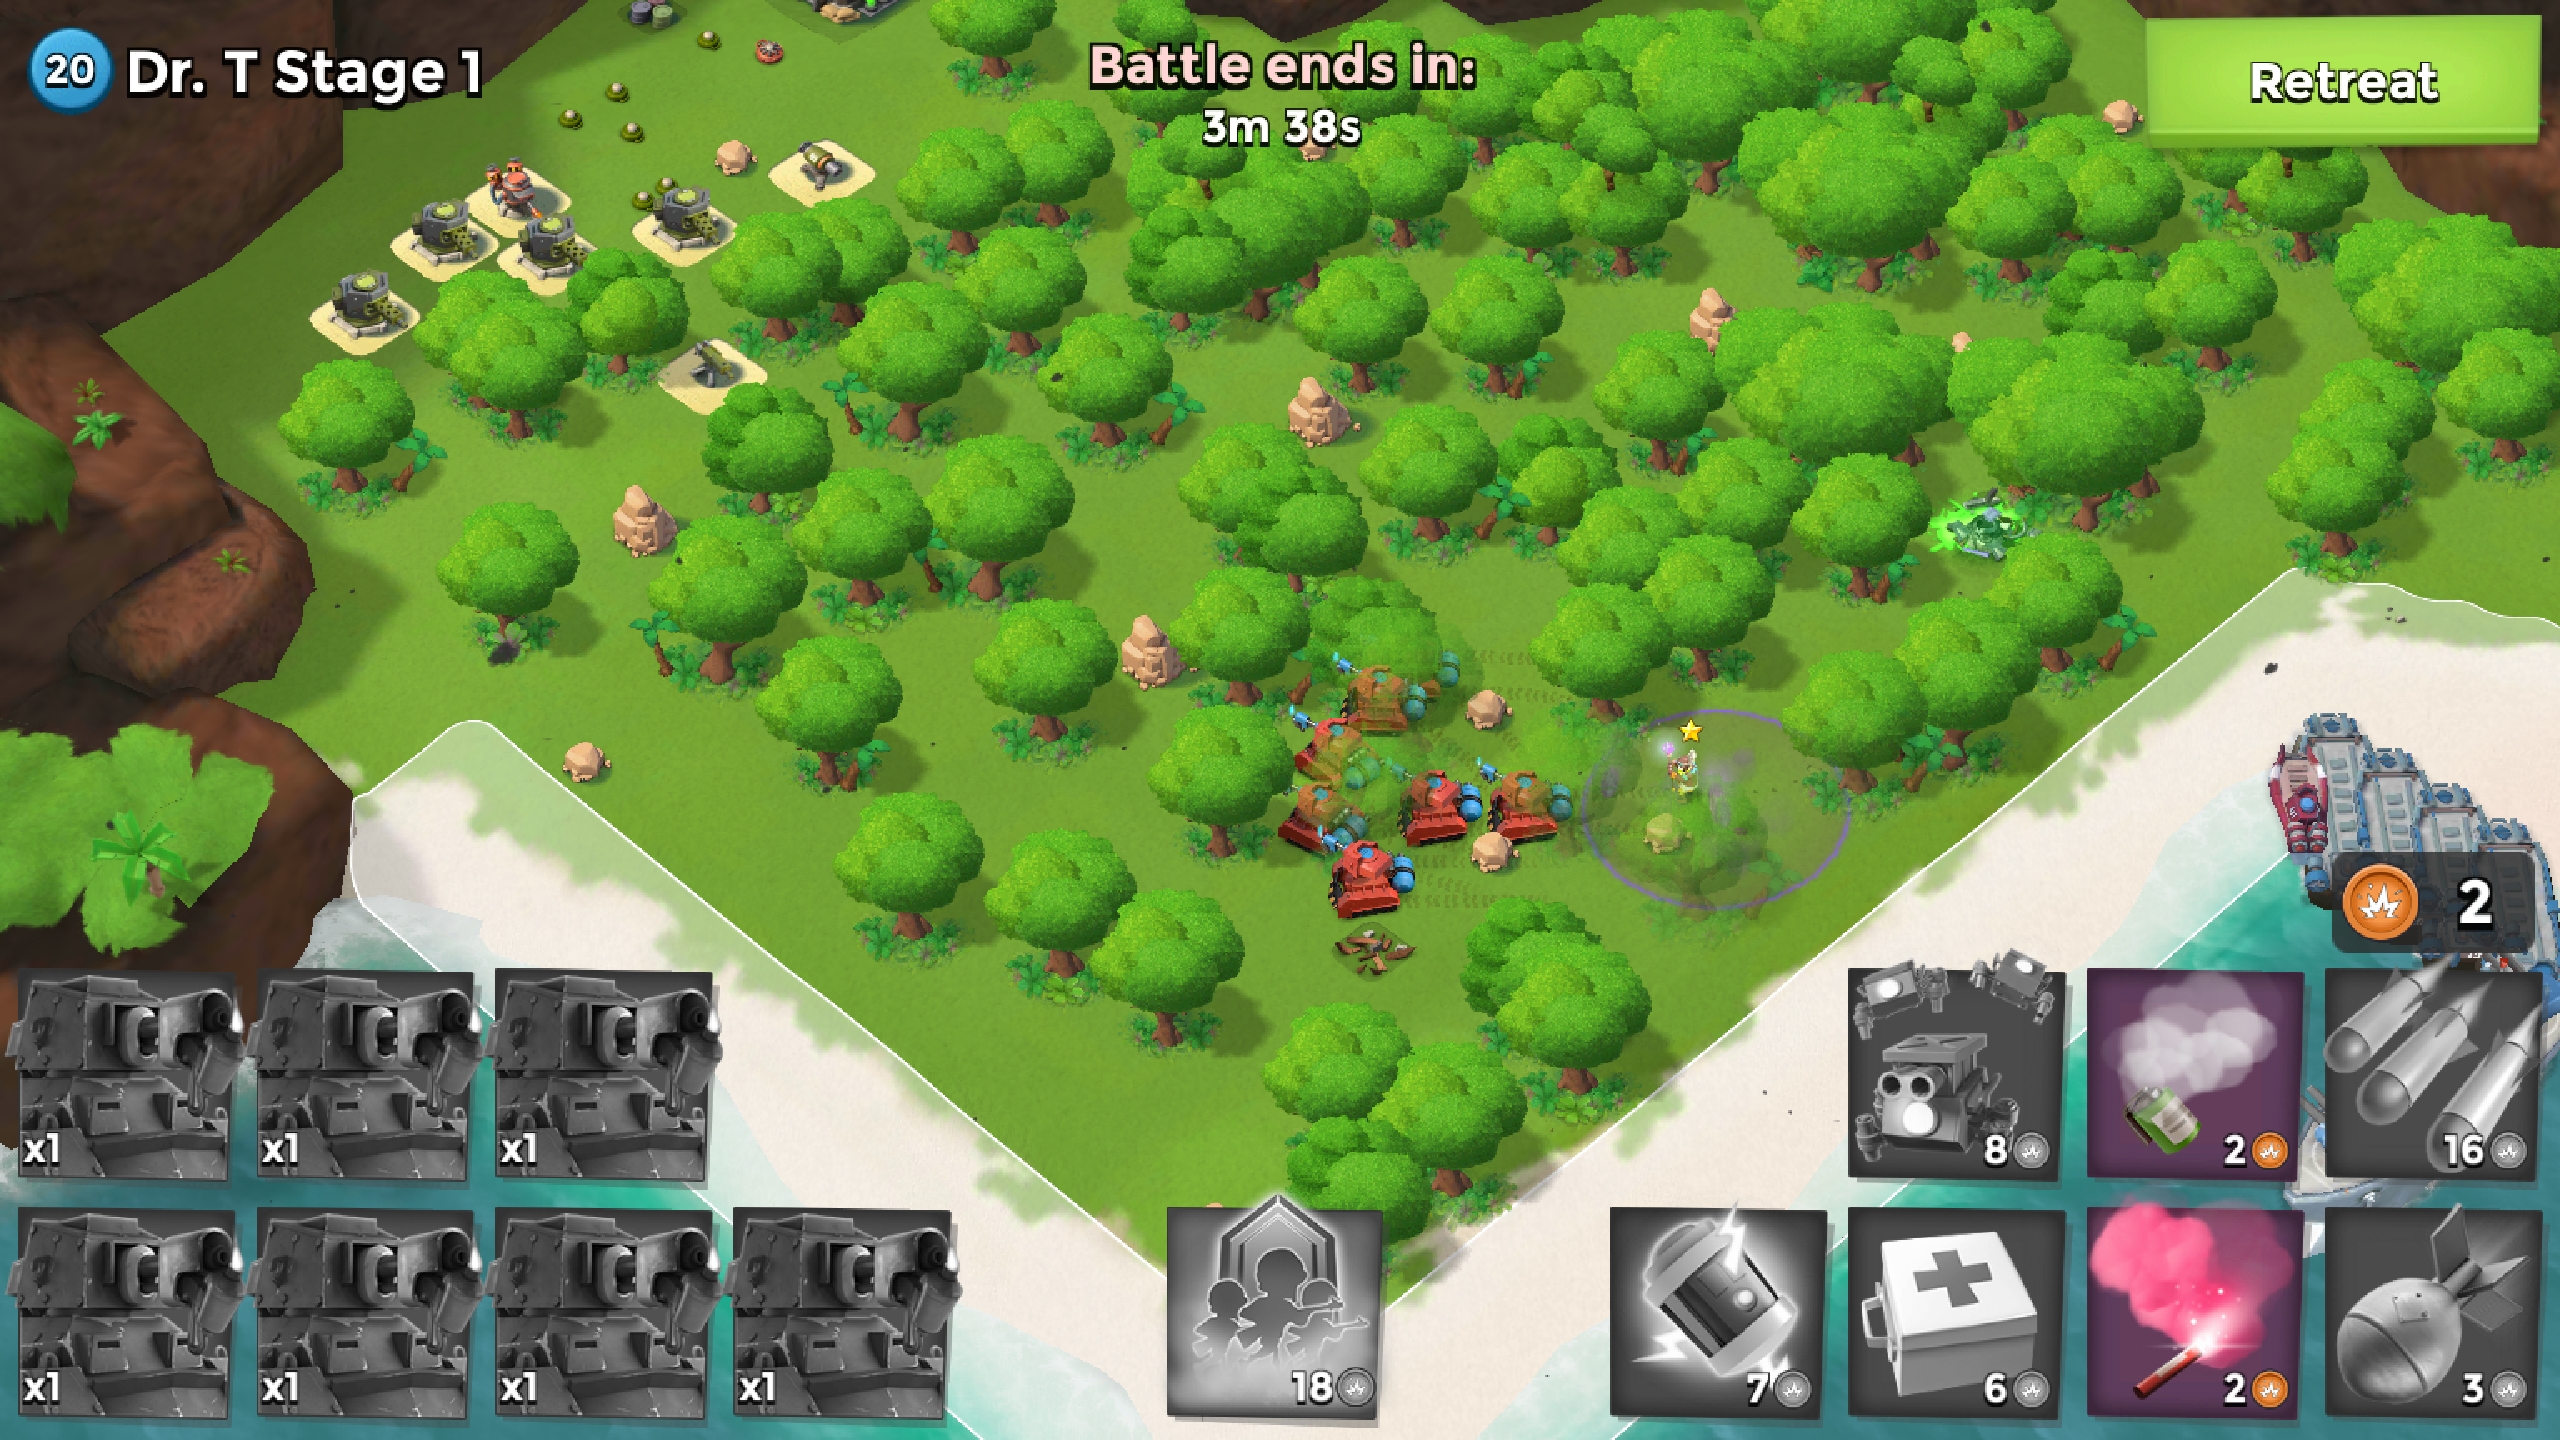 20 Dr. T Stage 1
Battle ends in:
3m 38s
Retreat
2
x1 x1 x1
8 2 16
x1 x1 x1 x1
18
7 6 2 3